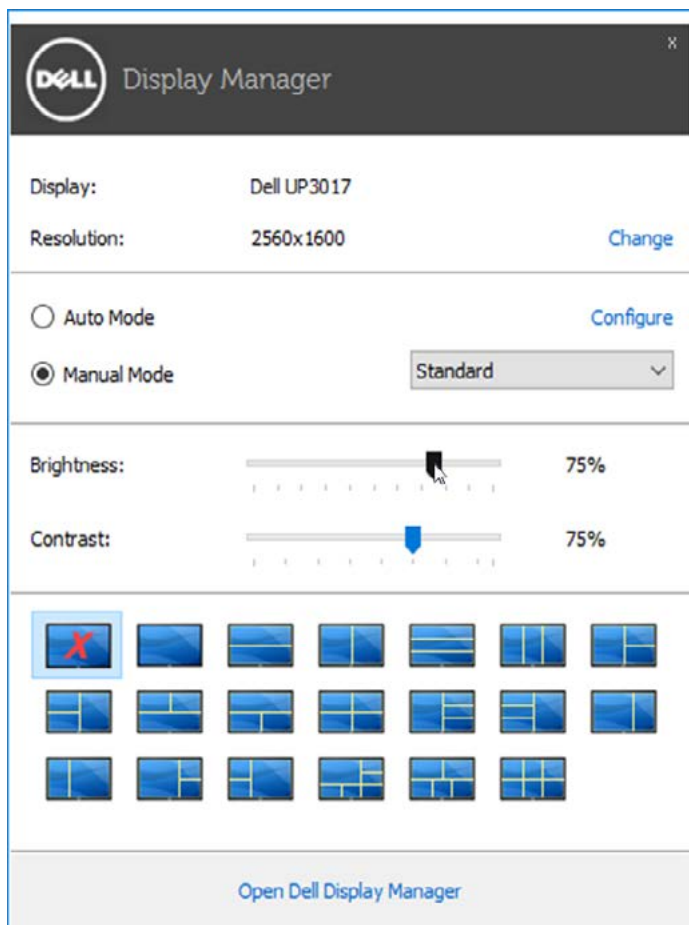 x
DELL Display Manager
Display: Dell UP3017
Resolution: 2560x1600 Change
Auto Mode Configure
Manual Mode Standard
Brightness: 75%
Contrast: 75%
X
Open Dell Display Manager